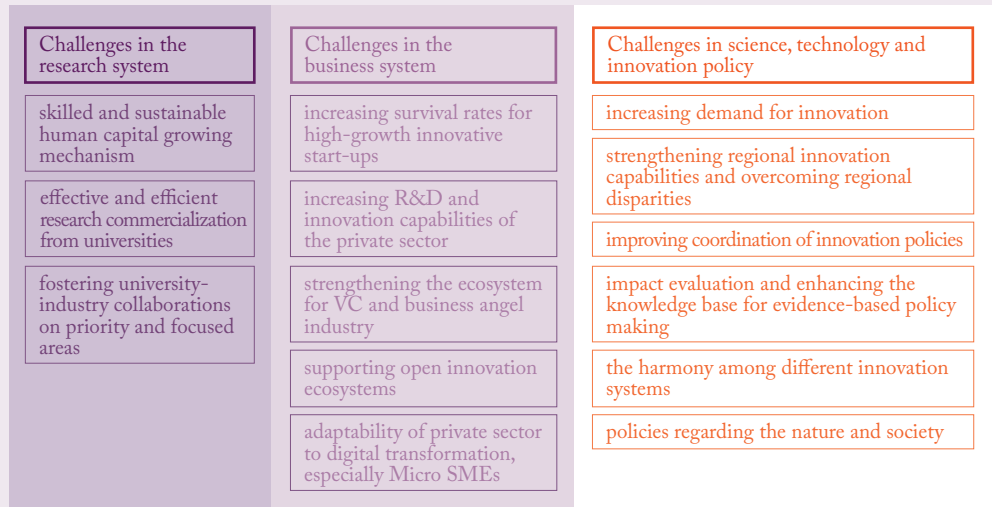 Challenges in the
research system
skilled and sustainable
human capital growing
mechanism
effective and efficient
research commercialization
from universities
fostering university-
industry collaborations
on priority and focused
areas
Challenges in the
business system
increasing survival rates for
high-growth innovative
start-ups
increasing R&D and
innovation capabilities of
the private sector
strengthening the ecosystem
for VC and business angel
industry
supporting open innovation
ecosystems
adaptability of private sector
to digital transformation,
especially Micro SMEs
Challenges in science, technology and
innovation policy
increasing demand for innovation
strengthening regional innovation
capabilities and overcoming regional
disparities
improving coordination of innovation policies
impact evaluation and enhancing the
knowledge base for evidence-based policy
making
the harmony among different innovation
systems
policies regarding the nature and society